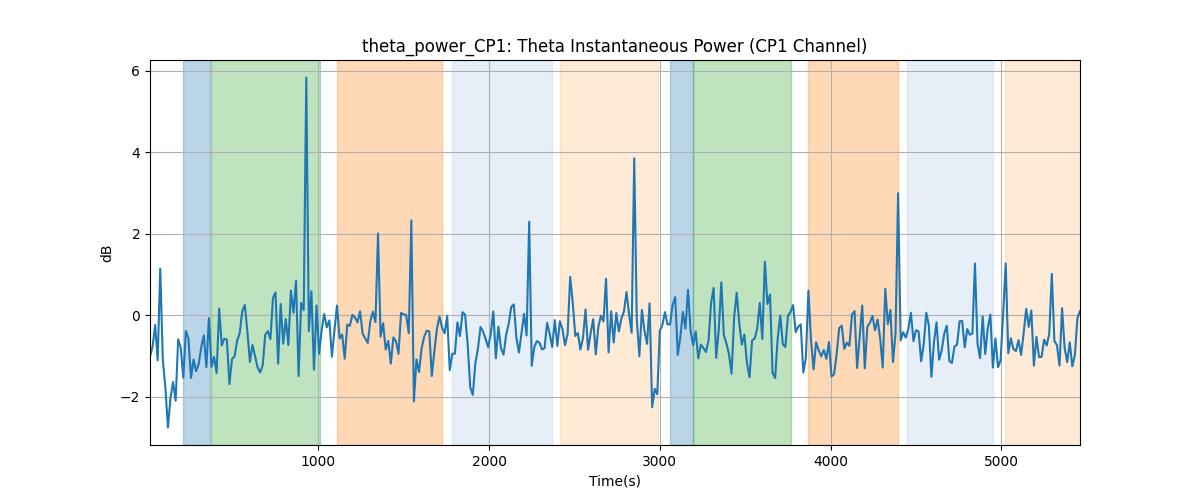 theta_power_CP1: Theta Instantaneous Power (CP1 Channel)
6
4
2
0
−2
dB
1000 2000 3000 4000 5000
Time(s)